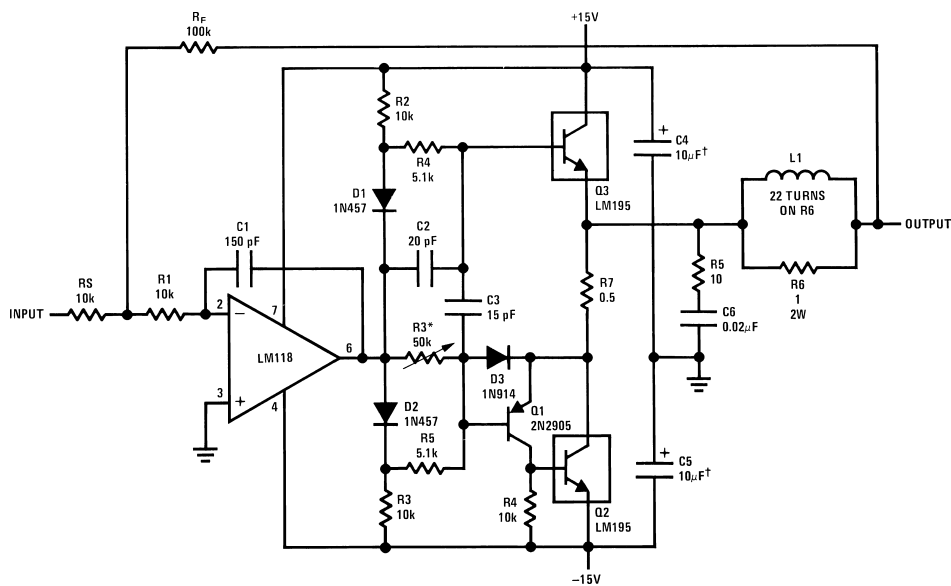 +15V
RF
100k
R2
10k
R4
5.1k
Q3
LM195
+
C4
10μF†
L1
22 TURNS
ON R6
OUTPUT
D1
1N457
C1
150 pF
C2
20 pF
R7
0.5
R5
10
R6
1
2W
RS
10k
R1
10k
INPUT
2
−
7
LM118
6
3
+
4
C3
15 pF
R3*
50k
D3
1N914
C6
0.02μF
D2
1N457
Q1
2N2905
R5
5.1k
R3
10k
R4
10k
Q2
LM195
+
C5
10μF†
−15V